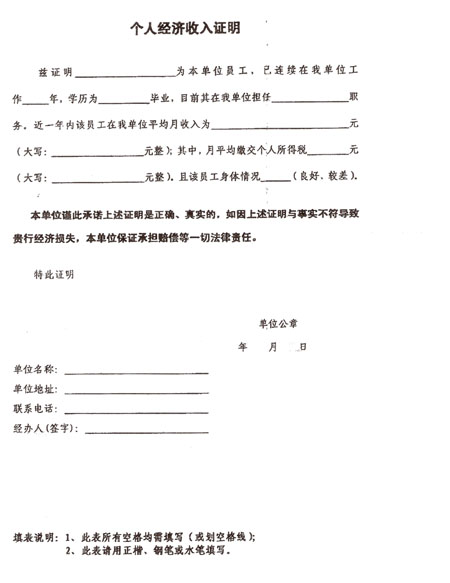 个人经济收入证明
兹证明______________为本单位员工，已连续在我单位工
作____年，学历为________毕业，目前其在我单位担任____________职
务。近一年内该员工在我单位平均月收入为____________________元
（大写：______________元整）；其中，月平均缴交个人所得税______元
（大写：______________元整）。且该员工身体情况_____（良好，较差）。
本单位谨此承诺上述证明是正确、真实的，如因上述证明与事实不符导致
贵行经济损失，本单位保证承担赔偿等一切法律责任。
特此证明
单位公章
年 月 日
单位名称：________________
单位地址：________________
联系电话：________________
经办人(签字)：________________
填表说明：1、此表所有空格均需填写（或划空格线）；
2、此表请用正楷、钢笔或水笔填写。